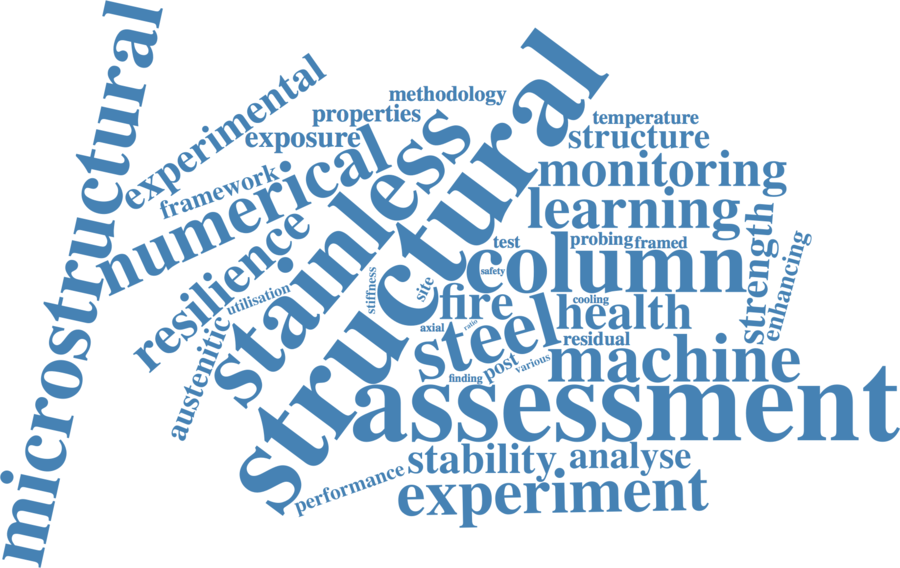 microstructural
experimental
methodology
properties
exposure
framework
numerical
resilience
utilisation
austenitic
stainless
structural
temperature
structure
monitoring
learning
test
probing
framed
column
safety
strength
enhancing
stiffness
site
fire
cooling
health
axial
ratio
steel
residual
machine
post
various
finding
assessment
stability
analyse
performance
experiment